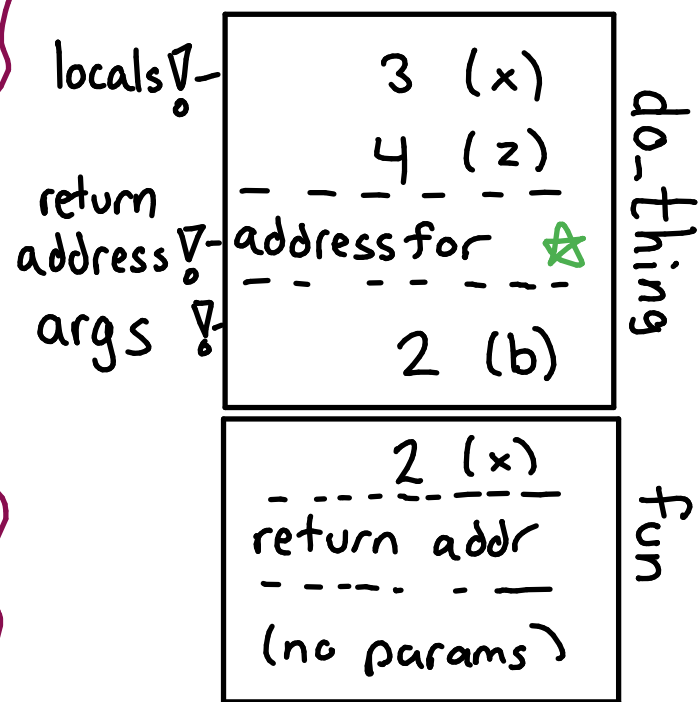 locals!
3 (x)
4 (z)
return
address!
address for
args !
2 (b)
do_thing
2 (x)
return addr
(no params)
fun